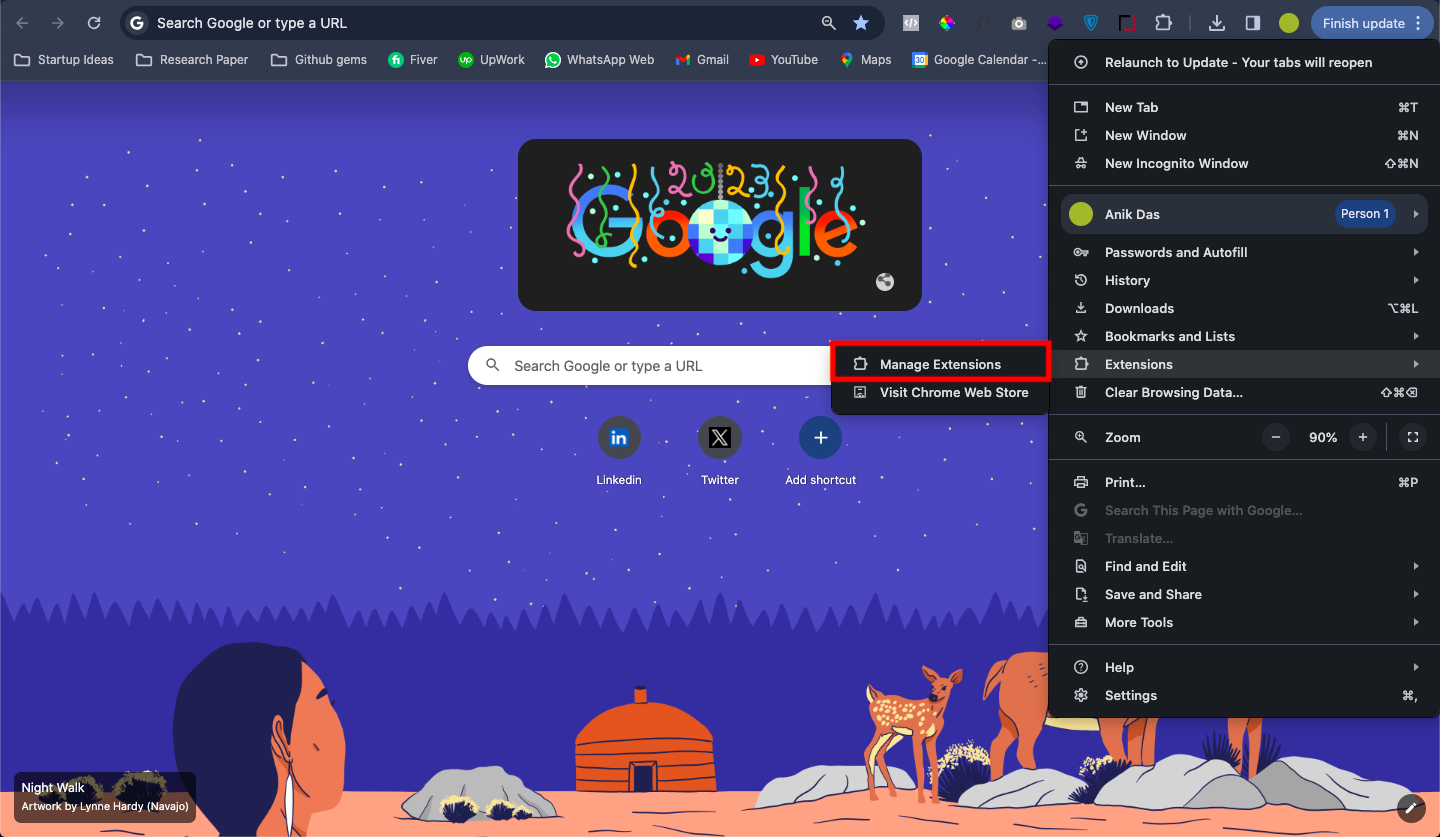 Search Google or type a URL
Finish update
Startup Ideas
Research Paper
Github gems
Fiver
UpWork
WhatsApp Web
Gmail
YouTube
Maps
Google Calendar -...
Relaunch to Update - Your tabs will reopen
New Tab ⌘T
New Window ⌘N
New Incognito Window ⇧⌘N
Anik Das Person 1
Passwords and Autofill
History
Downloads ⌥⌘L
Bookmarks and Lists
Extensions
Clear Browsing Data... ⇧⌘⌫
Zoom − 90% +
Print... ⌘P
Search This Page with Google...
Translate...
Find and Edit
Save and Share
More Tools
Help
Settings ⌘,
Manage Extensions
Visit Chrome Web Store
Google
Search Google or type a URL
in
X
Linkedin
Twitter
Add shortcut
Night Walk
Artwork by Lynne Hardy (Navajo)